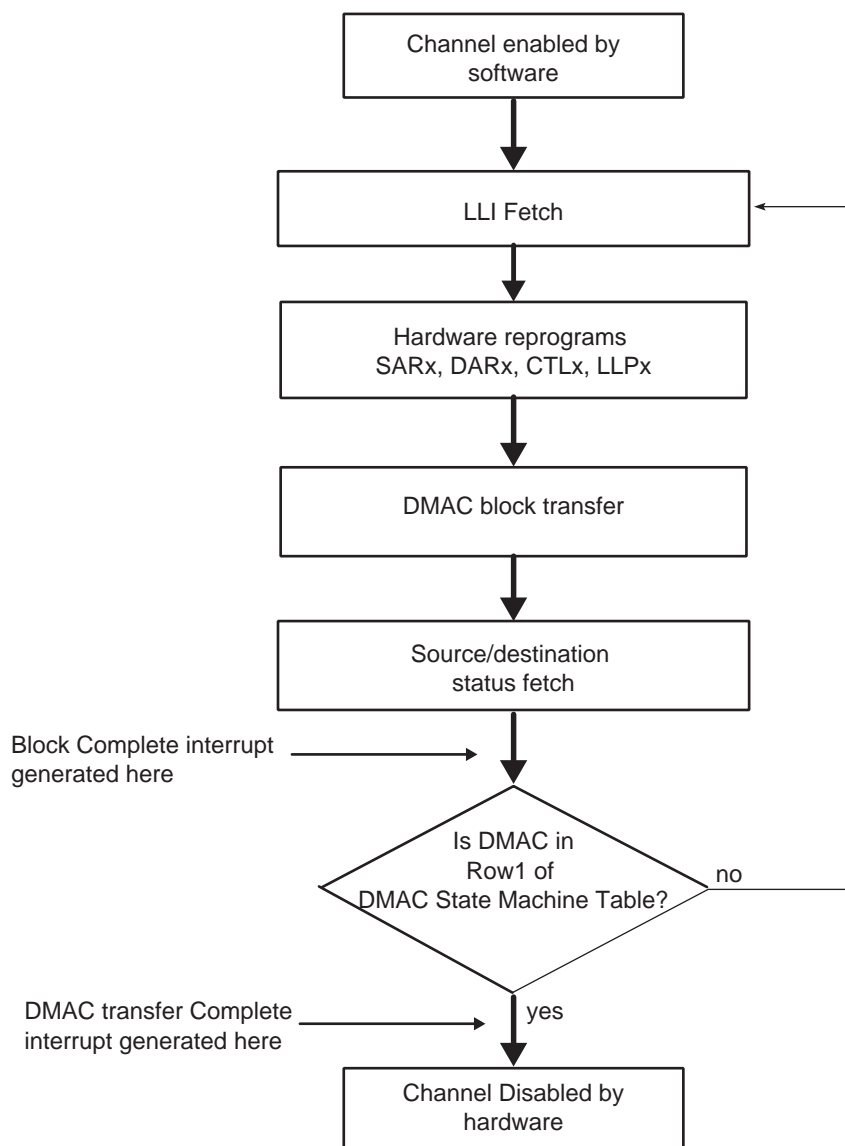 Channel enabled by
software
LLI Fetch
Hardware reprograms
SARx, DARx, CTLx, LLPx
DMAC block transfer
Source/destination
status fetch
Block Complete interrupt
generated here
Is DMAC in
Row1 of
DMAC State Machine Table?
no
DMAC transfer Complete
interrupt generated here
yes
Channel Disabled by
hardware